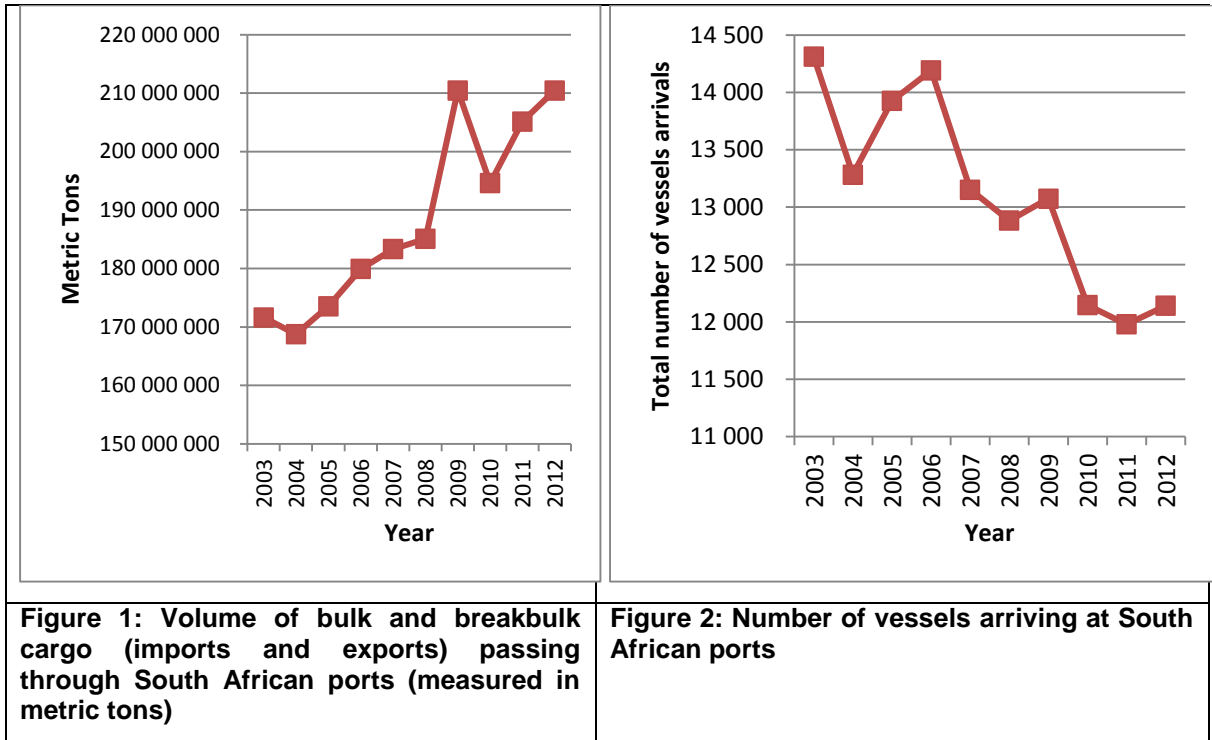 220 000 000
210 000 000
200 000 000
190 000 000
180 000 000
170 000 000
160 000 000
150 000 000
Metric Tons
2003
2004
2005
2006
2007
2008
2009
2010
2011
2012
Year
14 500
14 000
13 500
13 000
12 500
12 000
11 500
11 000
Total number of vessels arrivals
2003
2004
2005
2006
2007
2008
2009
2010
2011
2012
Year
Figure 1: Volume of bulk and breakbulk
cargo (imports and exports) passing
through South African ports (measured in
metric tons)
Figure 2: Number of vessels arriving at South
African ports